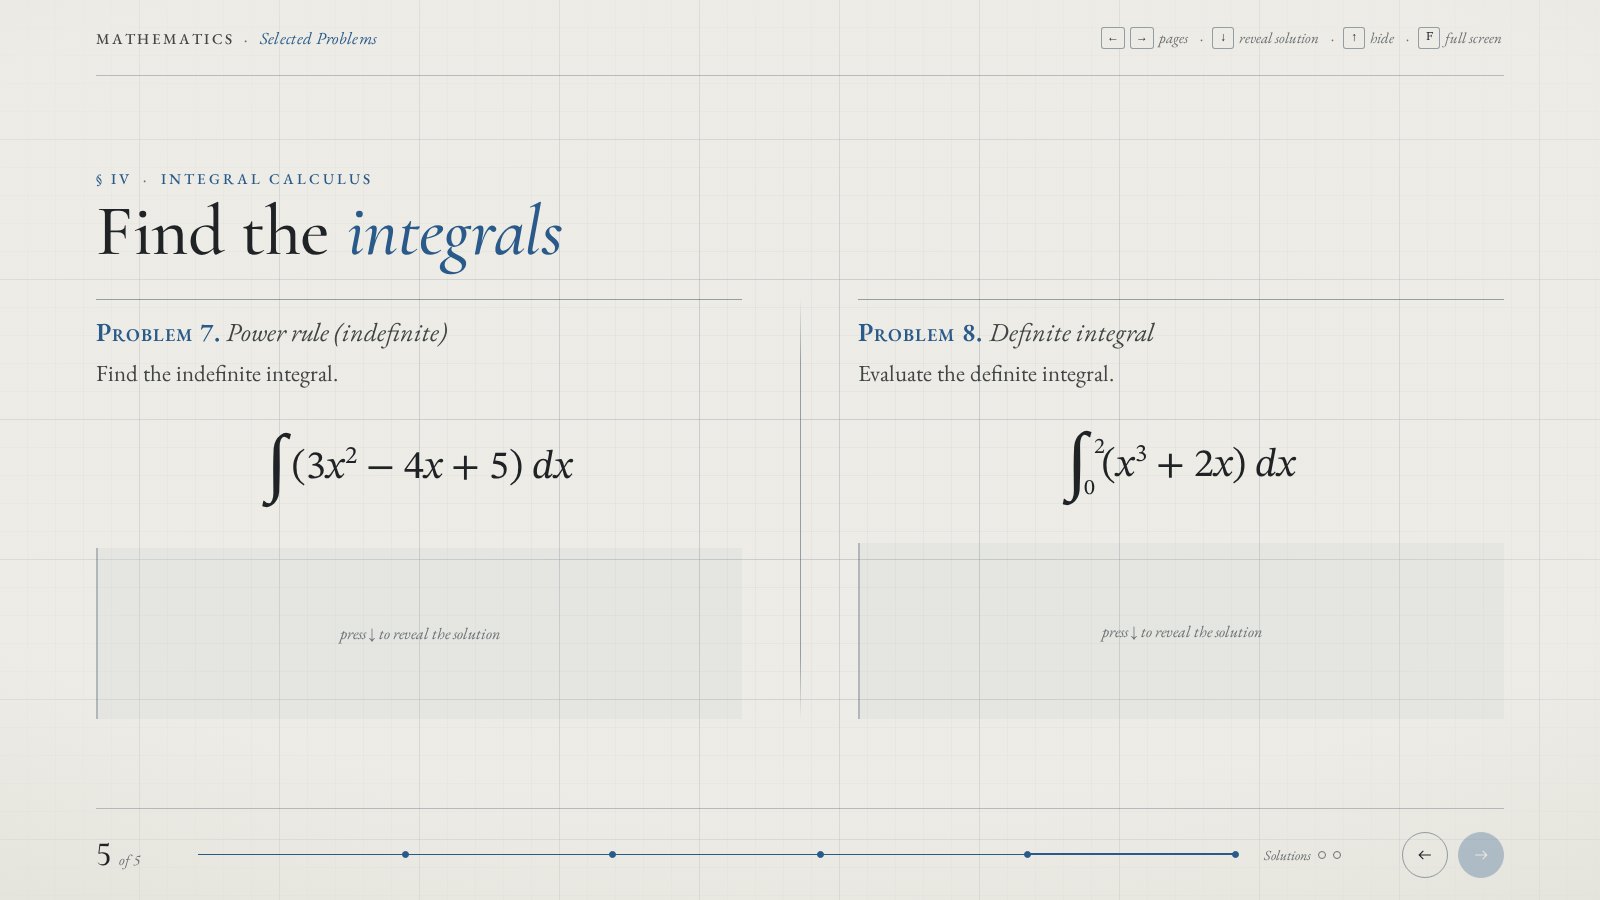 MATHEMATICS · Selected Problems
← → pages · ↓ reveal solution · ↑ hide · F full screen
§ IV · INTEGRAL CALCULUS
Find the integrals
PROBLEM 7. Power rule (indefinite)
Find the indefinite integral.
∫(3x² − 4x + 5) dx
press ↓ to reveal the solution
PROBLEM 8. Definite integral
Evaluate the definite integral.
∫₀²(x³ + 2x) dx
press ↓ to reveal the solution
5 of 5
Solutions
← →